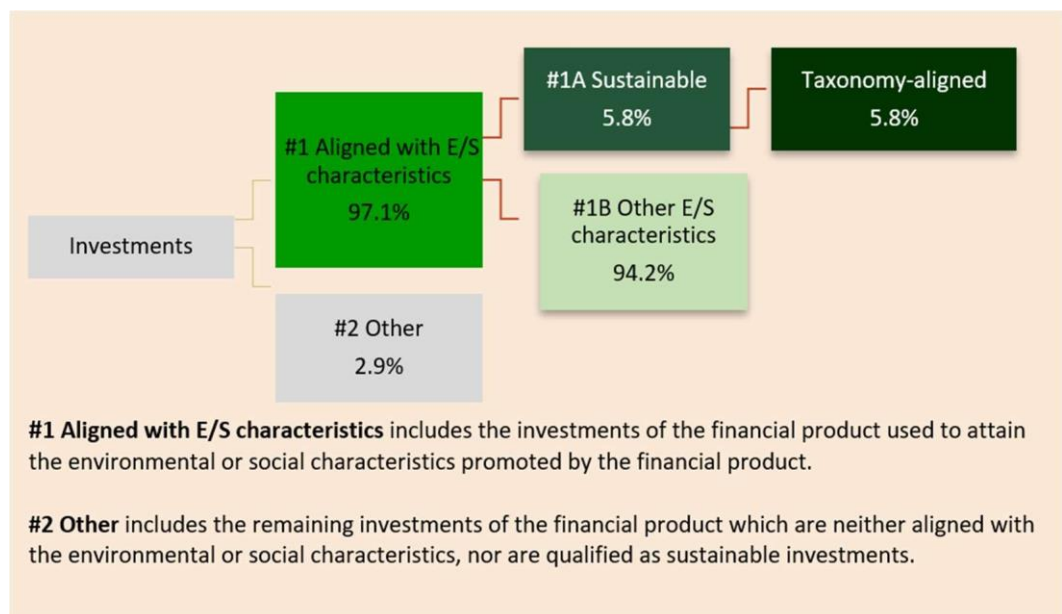 #1A Sustainable
5.8%
Taxonomy-aligned
5.8%
#1 Aligned with E/S
characteristics
97.1%
#1B Other E/S
characteristics
94.2%
Investments
#2 Other
2.9%
#1 Aligned with E/S characteristics includes the investments of the financial product used to attain
the environmental or social characteristics promoted by the financial product.
#2 Other includes the remaining investments of the financial product which are neither aligned with
the environmental or social characteristics, nor are qualified as sustainable investments.